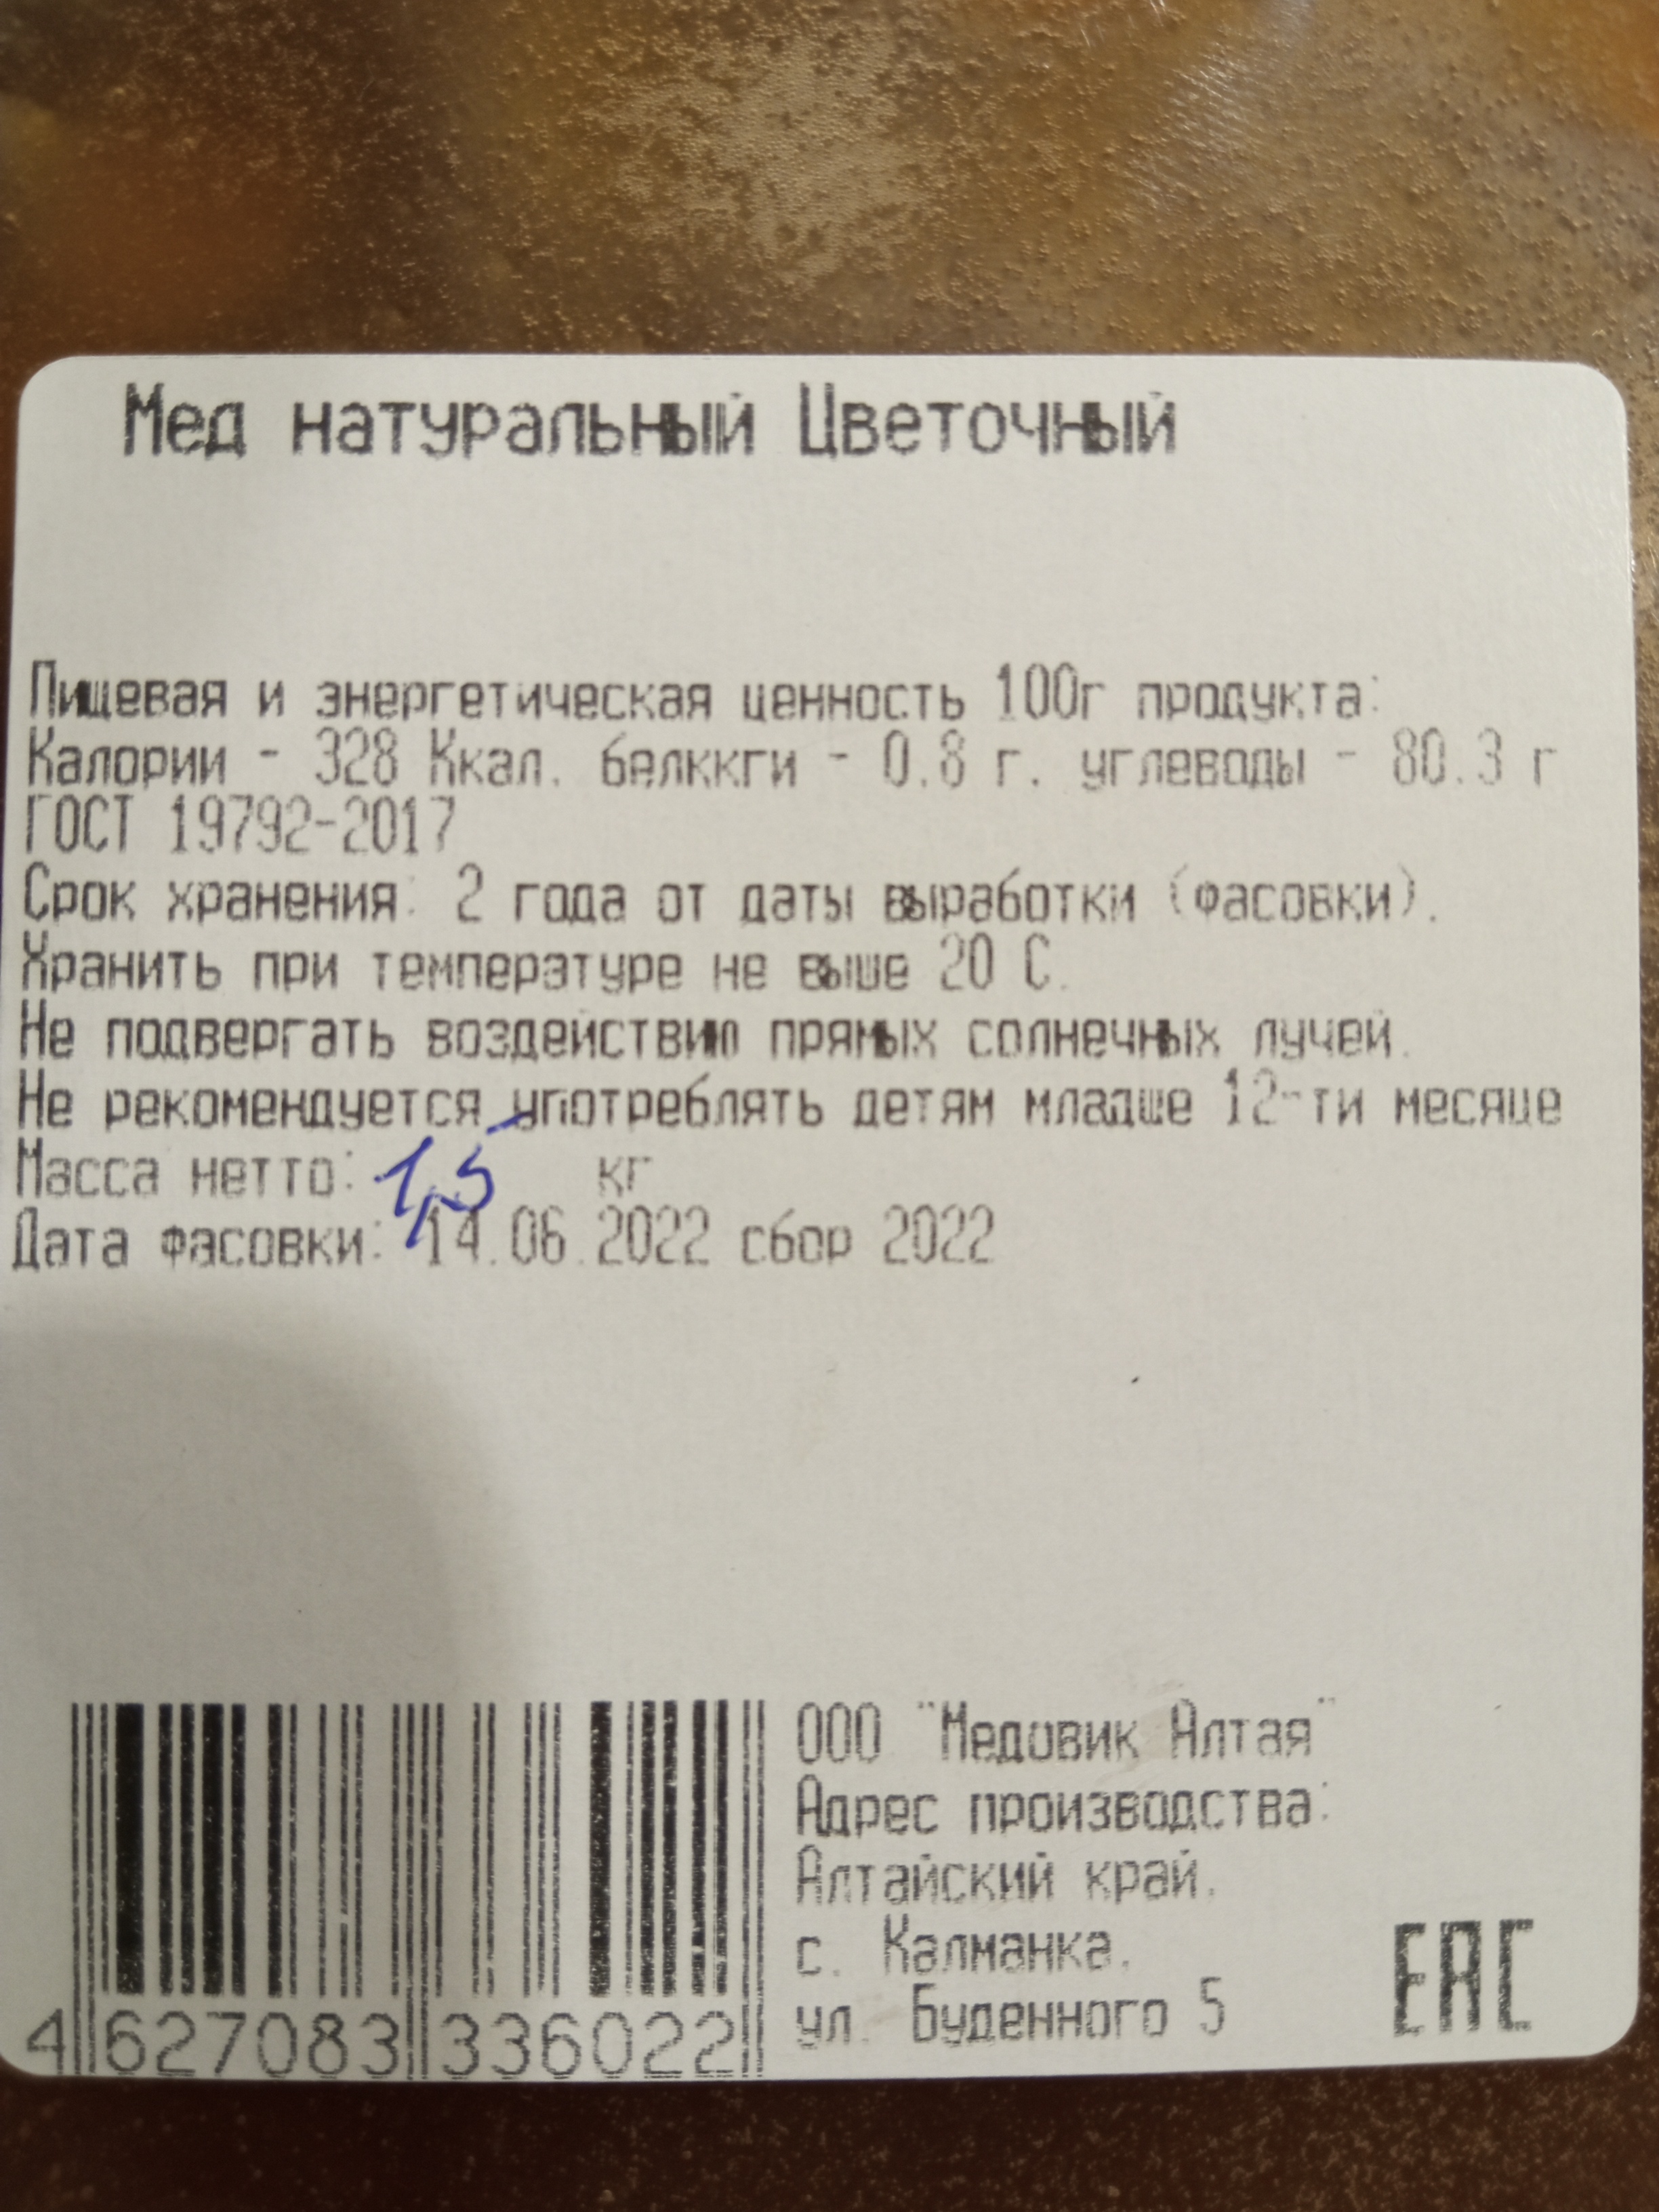 Мед натуральный Цветочный
Пищевая и энергетическая ценность 100г продукта:
Калории - 328 Ккал. белккги - 0.8 г. углеводы - 80.3 г
ГОСТ 19792-2017
Срок хранения: 2 года от даты выработки (фасовки).
Хранить при температуре не выше 20 С.
Не подвергать воздействию прямых солнечных лучей.
Не рекомендуется употреблять детям младше 12-ти месяце
Масса нетто: 1,5 кг
Дата фасовки: 14.06.2022 сбор 2022
ООО "Медовик Алтая"
Адрес производства:
Алтайский край.
с. Калманка.
ул. Буденного 5
EAC
4 627083 336022